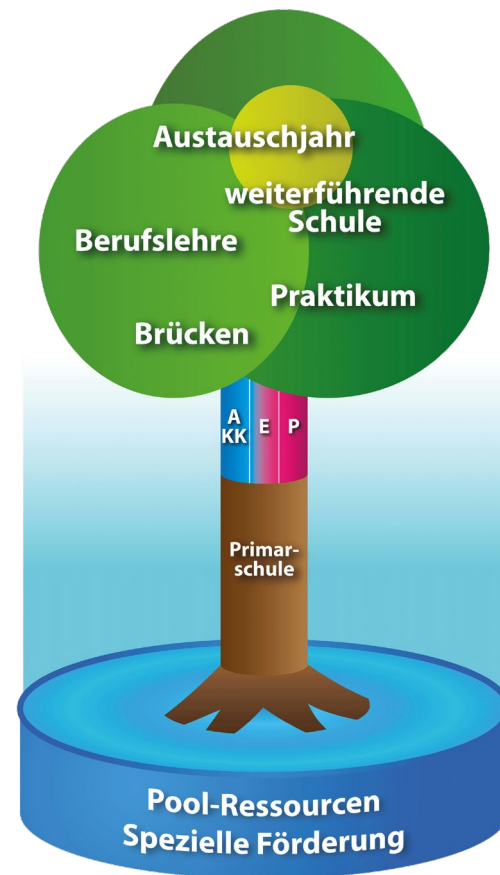 Austauschjahr
weiterführende
Schule
Berufslehre
Praktikum
Brücken
A
KK
E
P
Primar-
schule
Pool-Ressourcen
Spezielle Förderung